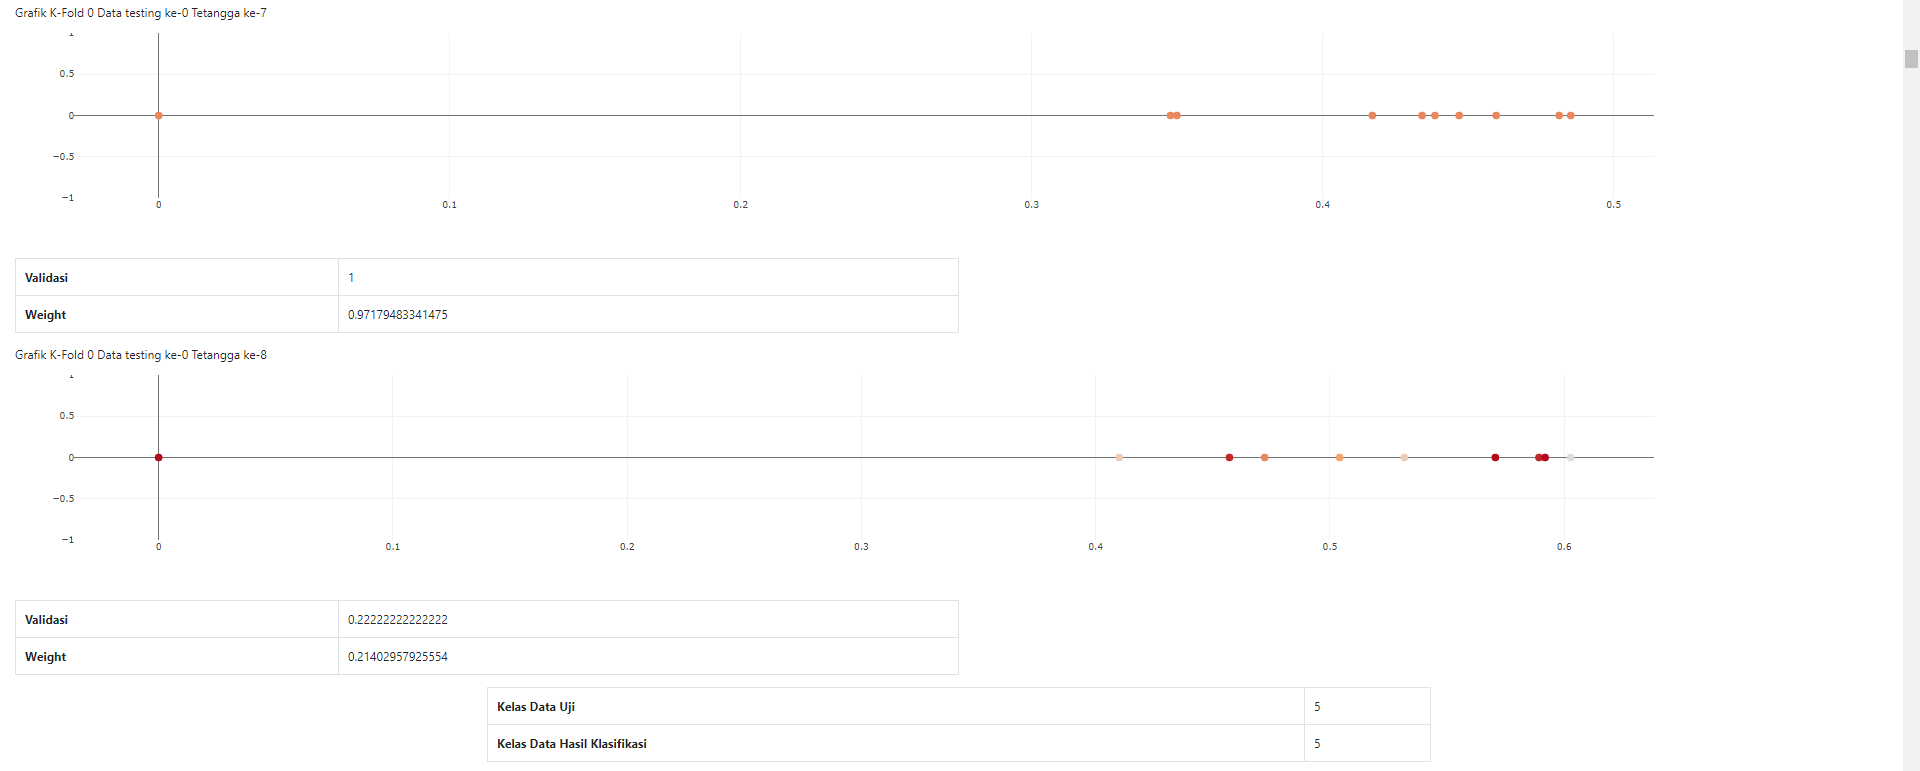 Grafik K-Fold 0 Data testing ke-0 Tetangga ke-7
1
0.5
0
−0.5
−1
0 0.1 0.2 0.3 0.4 0.5
Validasi 1
Weight 0.97179483341475
Grafik K-Fold 0 Data testing ke-0 Tetangga ke-8
1
0.5
0
−0.5
−1
0 0.1 0.2 0.3 0.4 0.5 0.6
Validasi 0.22222222222222
Weight 0.21402957925554
Kelas Data Uji 5
Kelas Data Hasil Klasifikasi 5